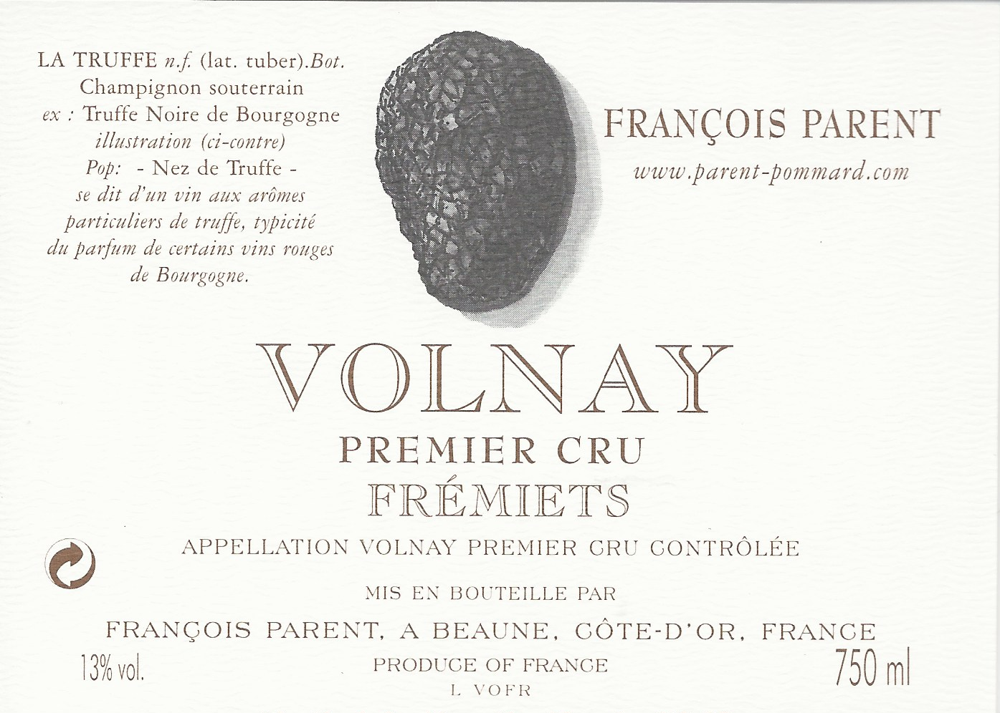 LA TRUFFE n.f. (lat. tuber).Bot.
Champignon souterrain
ex : Truffe Noire de Bourgogne
illustration (ci-contre)
Pop: - Nez de Truffe -
se dit d'un vin aux arômes
particuliers de truffe, typicité
du parfum de certains vins rouges
de Bourgogne.
FRANÇOIS PARENT
www.parent-pommard.com
VOLNAY
PREMIER CRU
FRÉMIETS
APPELLATION VOLNAY PREMIER CRU CONTRÔLÉE
MIS EN BOUTEILLE PAR
FRANÇOIS PARENT, A BEAUNE, CÔTE-D'OR, FRANCE
13% vol.
PRODUCE OF FRANCE
750 ml
L VOFR